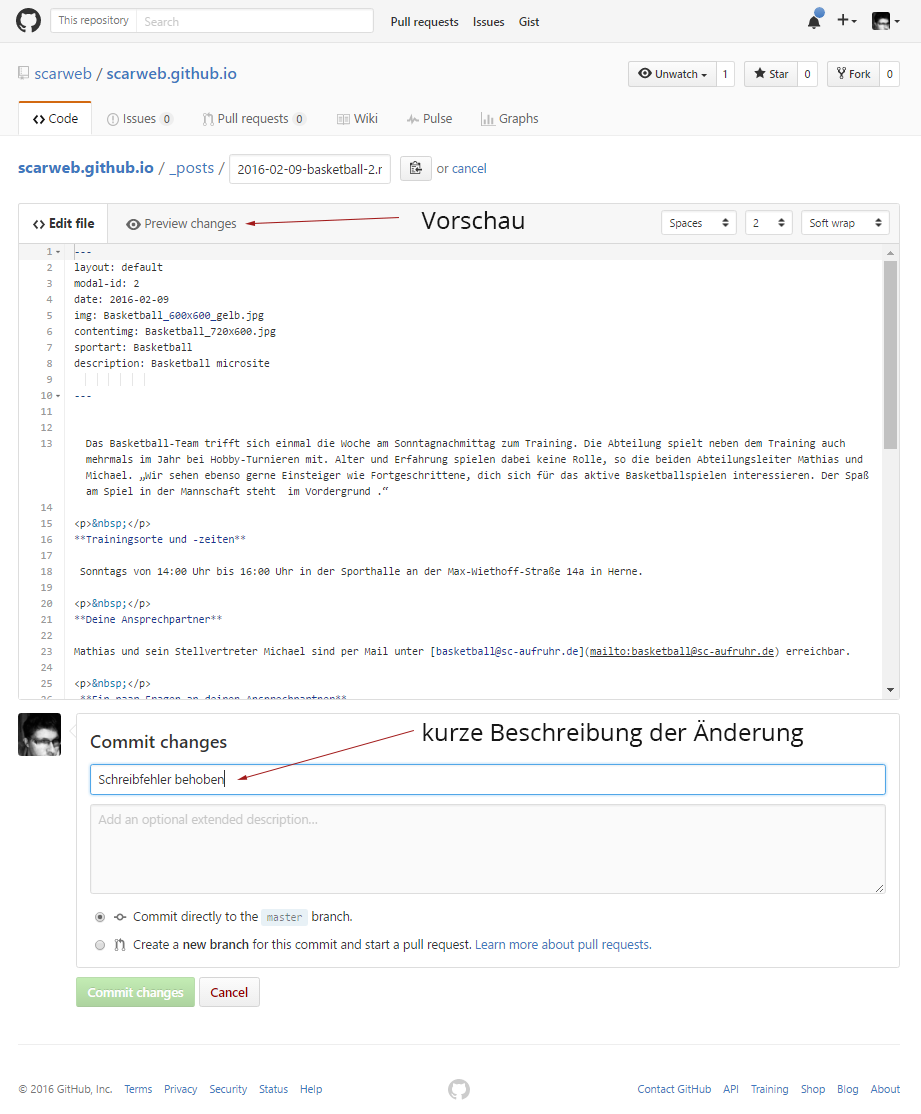 This repository Search Pull requests Issues Gist
scarweb / scarweb.github.io Unwatch 1 Star 0 Fork 0
Code Issues 0 Pull requests 0 Wiki Pulse Graphs
scarweb.github.io / _posts / 2016-02-09-basketball-2.r or cancel
Edit file Preview changes Vorschau Spaces 2 Soft wrap
1 ---
2 layout: default
3 modal-id: 2
4 date: 2016-02-09
5 img: Basketball_600x600_gelb.jpg
6 contentimg: Basketball_720x600.jpg
7 sportart: Basketball
8 description: Basketball microsite
9
10 ---
11
12
13 Das Basketball-Team trifft sich einmal die Woche am Sonntagnachmittag zum Training. Die Abteilung spielt neben dem Training auch
mehrmals im Jahr bei Hobby-Turnieren mit. Alter und Erfahrung spielen dabei keine Rolle, so die beiden Abteilungsleiter Mathias und
Michael. „Wir sehen ebenso gerne Einsteiger wie Fortgeschrittene, dich sich für das aktive Basketballspielen interessieren. Der Spaß
am Spiel in der Mannschaft steht  im Vordergrund .“
14
15 <p>&nbsp;</p>
16 **Trainingsorte und -zeiten**
17
18 Sonntags von 14:00 Uhr bis 16:00 Uhr in der Sporthalle an der Max-Wiethoff-Straße 14a in Herne.
19
20 <p>&nbsp;</p>
21 **Deine Ansprechpartner**
22
23 Mathias und sein Stellvertreter Michael sind per Mail unter [basketball@sc-aufruhr.de](mailto:basketball@sc-aufruhr.de) erreichbar.
24
25 <p>&nbsp;</p>
26 **Ein paar Fragen an deinen Ansprechpartner**
Commit changes kurze Beschreibung der Änderung
Schreibfehler behoben
Add an optional extended description...
Commit directly to the master branch.
Create a new branch for this commit and start a pull request. Learn more about pull requests.
Commit changes Cancel
© 2016 GitHub, Inc. Terms Privacy Security Status Help Contact GitHub API Training Shop Blog About